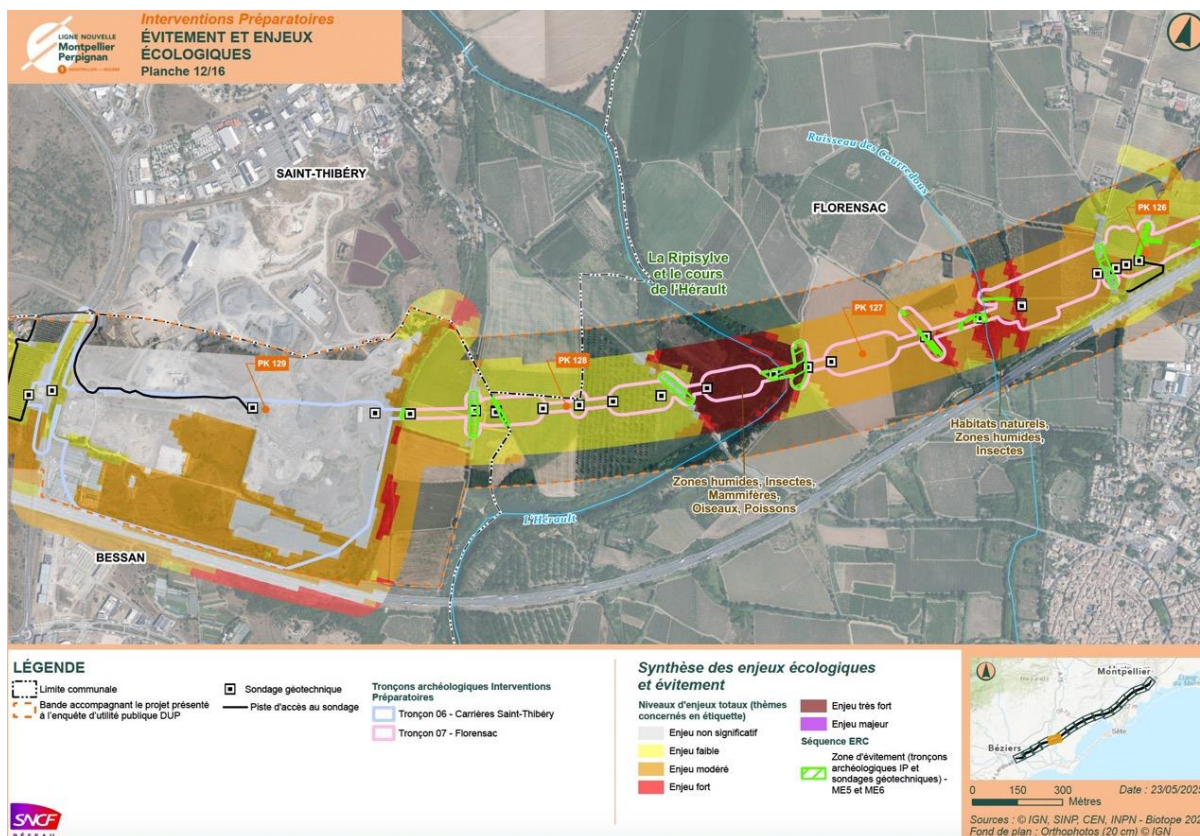 LIGNE NOUVELLE
Montpellier
Perpignan
Interventions Préparatoires
ÉVITEMENT ET ENJEUX
ÉCOLOGIQUES
Planche 12/16
SAINT-THIBÉRY
Ruisseau des Courredous
FLORENSAC
PK 126
La Ripisylve
et le cours
de l'Hérault
PK 127
PK 128
PK 129
Habitats naturels,
Zones humides,
Insectes
Zones humides, Insectes,
Mammifères,
Oiseaux, Poissons
L'Hérault
BESSAN
LÉGENDE
Limite communale
Bande accompagnant le projet présenté
à l'enquête d'utilité publique DUP
Sondage géotechnique
Piste d'accès au sondage
Tronçons archéologiques Interventions
Préparatoires
Tronçon 06 - Carrières Saint-Thibéry
Tronçon 07 - Florensac
Synthèse des enjeux écologiques
et évitement
Niveaux d'enjeux totaux (thèmes
concernés en étiquette)
Enjeu non significatif
Enjeu faible
Enjeu modéré
Enjeu fort
Enjeu très fort
Enjeu majeur
Séquence ERC
Zone d'évitement (tronçons
archéologiques IP et
sondages géotechniques) -
ME5 et ME6
Montpellier
Sète
Béziers
0 150 300
Mètres
Date : 23/05/2025
Sources : © IGN, SINP, CEN, INPN - Biotope 202
Fond de plan : Orthophotos (20 cm) © IGN
SNCF
RÉSEAU